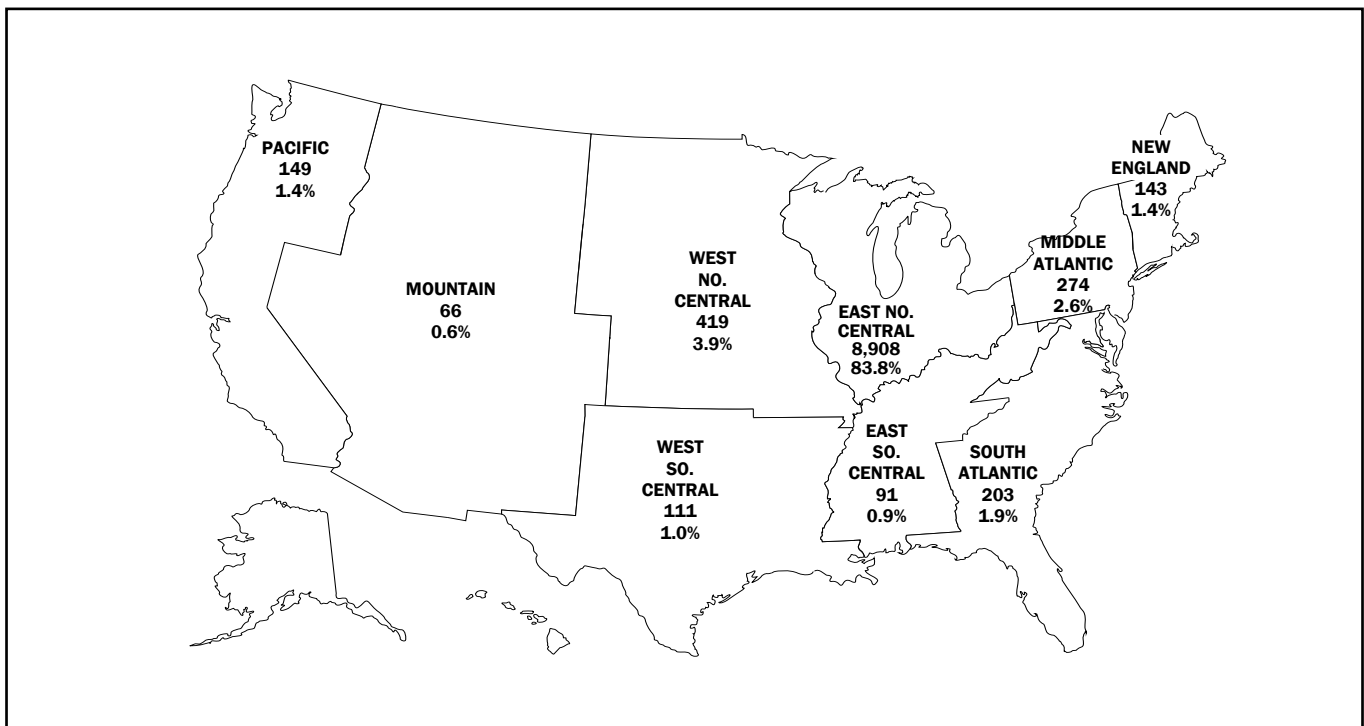 PACIFIC
149
1.4%
MOUNTAIN
66
0.6%
WEST
NO.
CENTRAL
419
3.9%
WEST
SO.
CENTRAL
111
1.0%
EAST NO.
CENTRAL
8,908
83.8%
EAST
SO.
CENTRAL
91
0.9%
SOUTH
ATLANTIC
203
1.9%
MIDDLE
ATLANTIC
274
2.6%
NEW
ENGLAND
143
1.4%